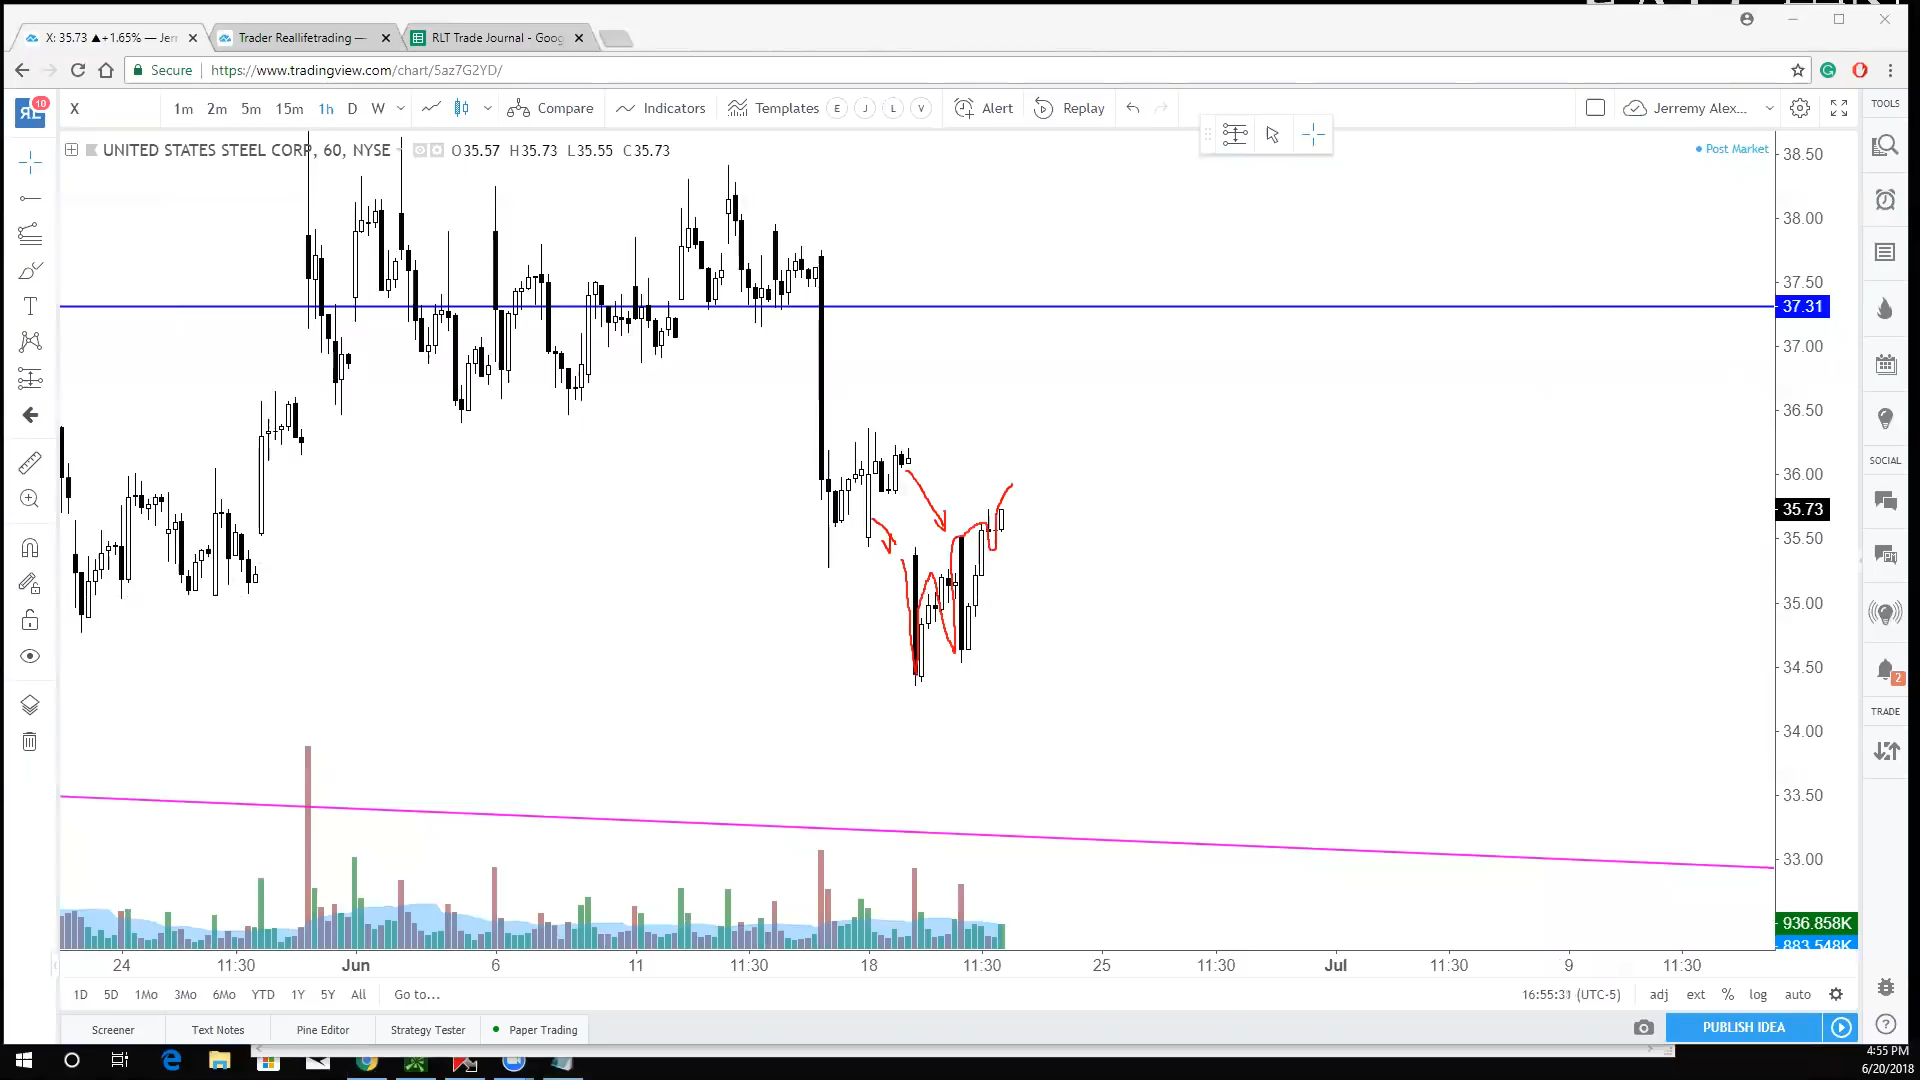 X: 35.73 ▲+1.65% — Jer
Trader Reallifetrading —
RLT Trade Journal - Goog
Secure
https://www.tradingview.com/chart/5az7G2YD/
10
X
1m 2m 5m 15m 1h D W
Compare
Indicators
Templates
E J L V
Alert
Replay
Jerremy Alex...
TOOLS
UNITED STATES STEEL CORP, 60, NYSE
O35.57 H35.73 L35.55 C35.73
Post Market
38.50
38.00
37.50
37.31
37.00
36.50
36.00
35.73
35.50
35.00
34.50
34.00
33.50
33.00
936.858K
883.548K
SOCIAL
2
TRADE
24 11:30 Jun 6 11 11:30 18 11:30 25 11:30 Jul 11:30 9 11:30
1D 5D 1Mo 3Mo 6Mo YTD 1Y 5Y All Go to...
(UTC-5) adj ext % log auto
Screener Text Notes Pine Editor Strategy Tester Paper Trading
PUBLISH IDEA
4:55 PM
6/20/2018